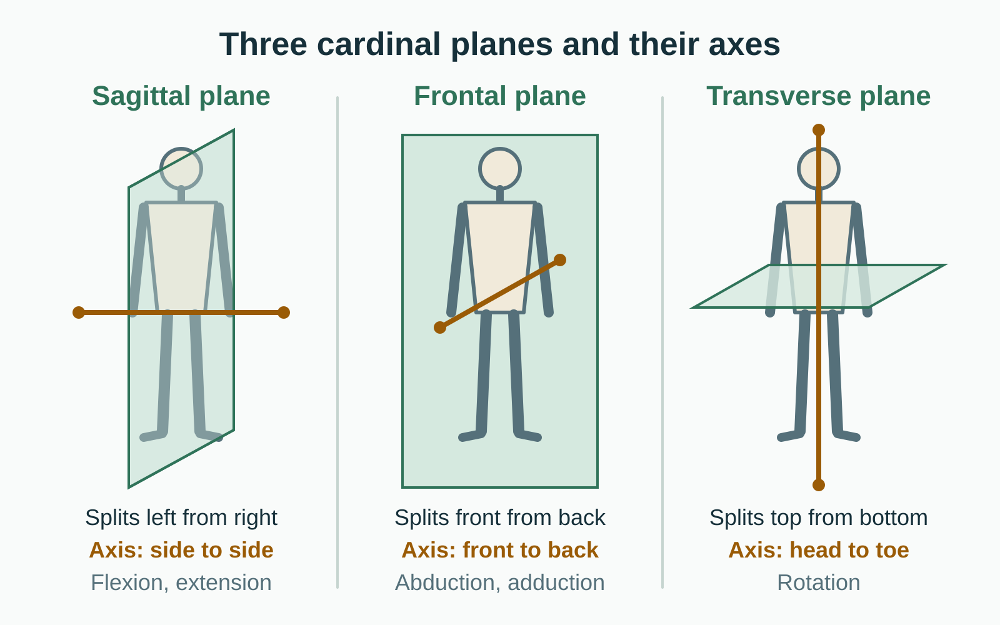 Three cardinal planes and their axes
Sagittal plane
Splits left from right
Axis: side to side
Flexion, extension
Frontal plane
Splits front from back
Axis: front to back
Abduction, adduction
Transverse plane
Splits top from bottom
Axis: head to toe
Rotation